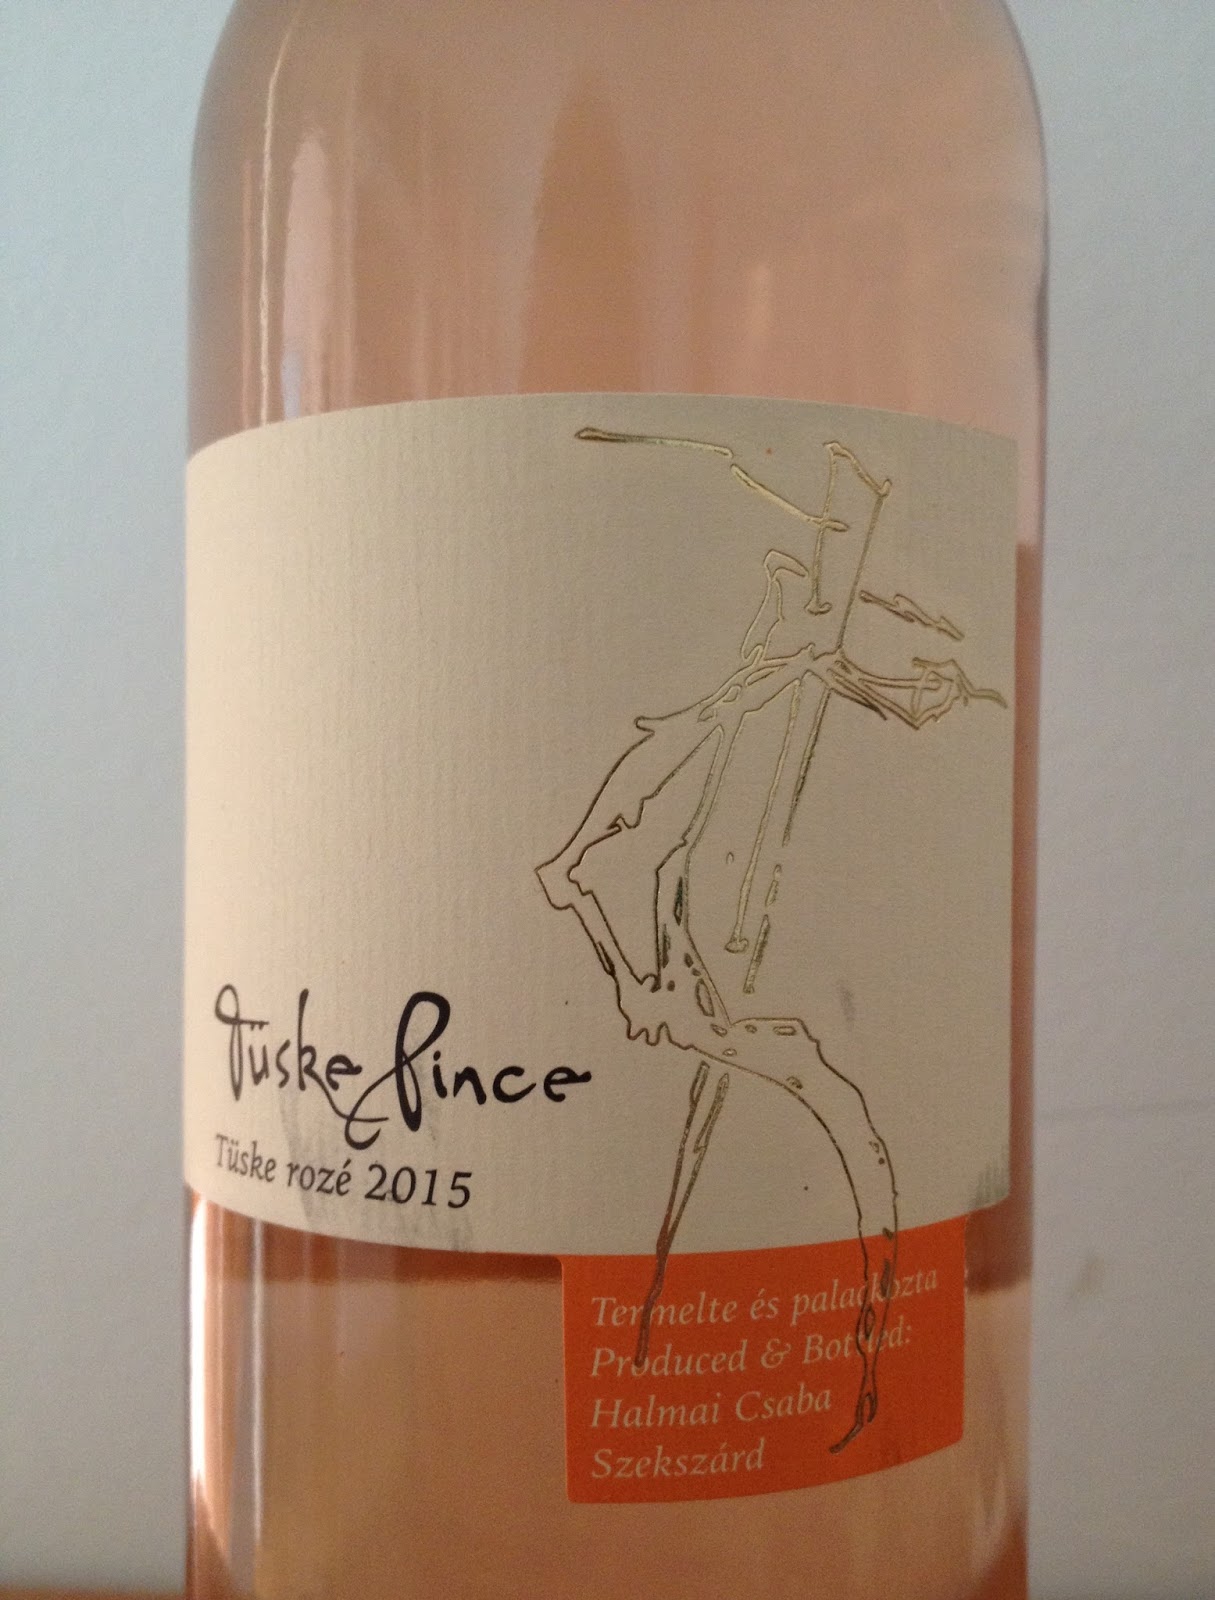 Tüske Pince
Tüske rozé 2015
Termelte és palackozta
Produced & Bottled:
Halmai Csaba
Szekszárd